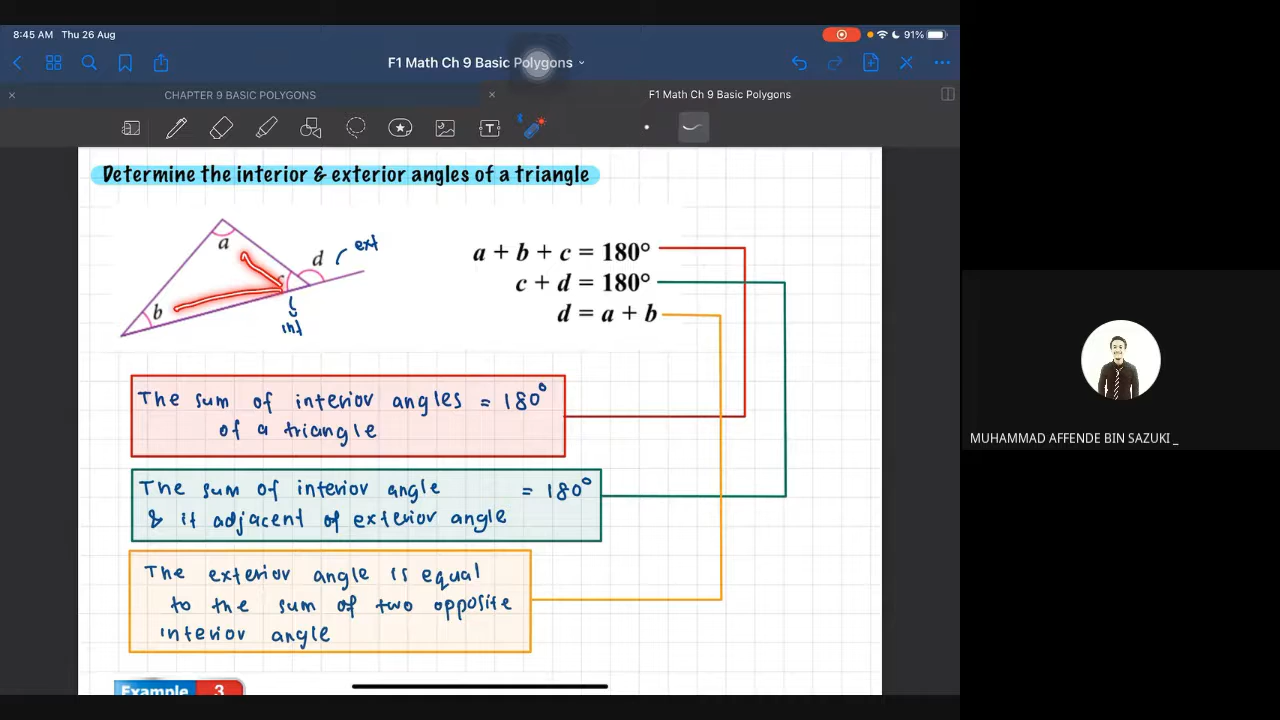 8:45 AM Thu 26 Aug
91%
F1 Math Ch 9 Basic Polygons
CHAPTER 9 BASIC POLYGONS
F1 Math Ch 9 Basic Polygons
Determine the interior & exterior angles of a triangle
a
b
c
d
ext
int
a + b + c = 180°
c + d = 180°
d = a + b
The sum of interior angles = 180°
of a triangle
The sum of interior angle = 180°
& it adjacent of exterior angle
The exterior angle is equal
to the sum of two opposite
interior angle
Example 3
MUHAMMAD AFFENDE BIN SAZUKI _